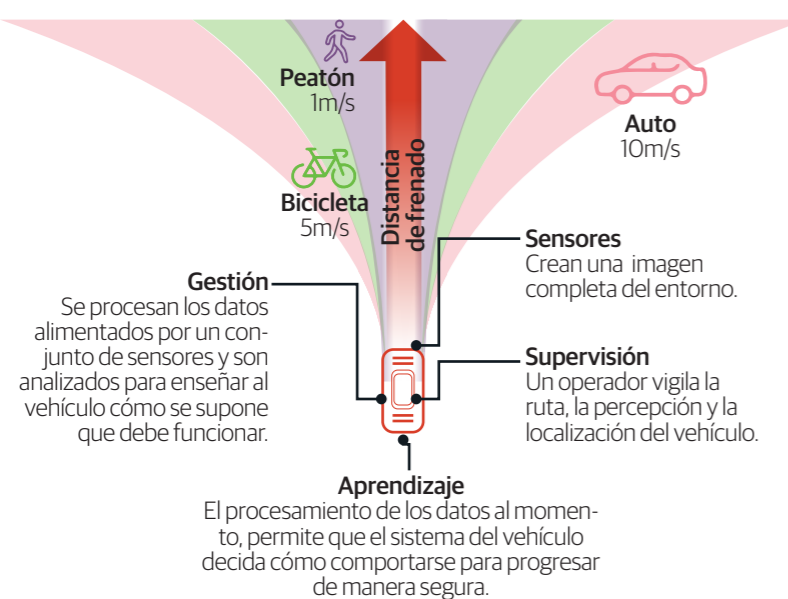 Peatón
1m/s
Auto
10m/s
Bicicleta
5m/s
Distancia
de frenado
Sensores
Crean una imagen
completa del entorno.
Gestión
Se procesan los datos
alimentados por un con-
junto de sensores y son
analizados para enseñar al
vehículo cómo se supone
que debe funcionar.
Supervisión
Un operador vigila la
ruta, la percepción y la
localización del vehículo.
Aprendizaje
El procesamiento de los datos al momen-
to, permite que el sistema del vehículo
decida cómo comportarse para progresar
de manera segura.